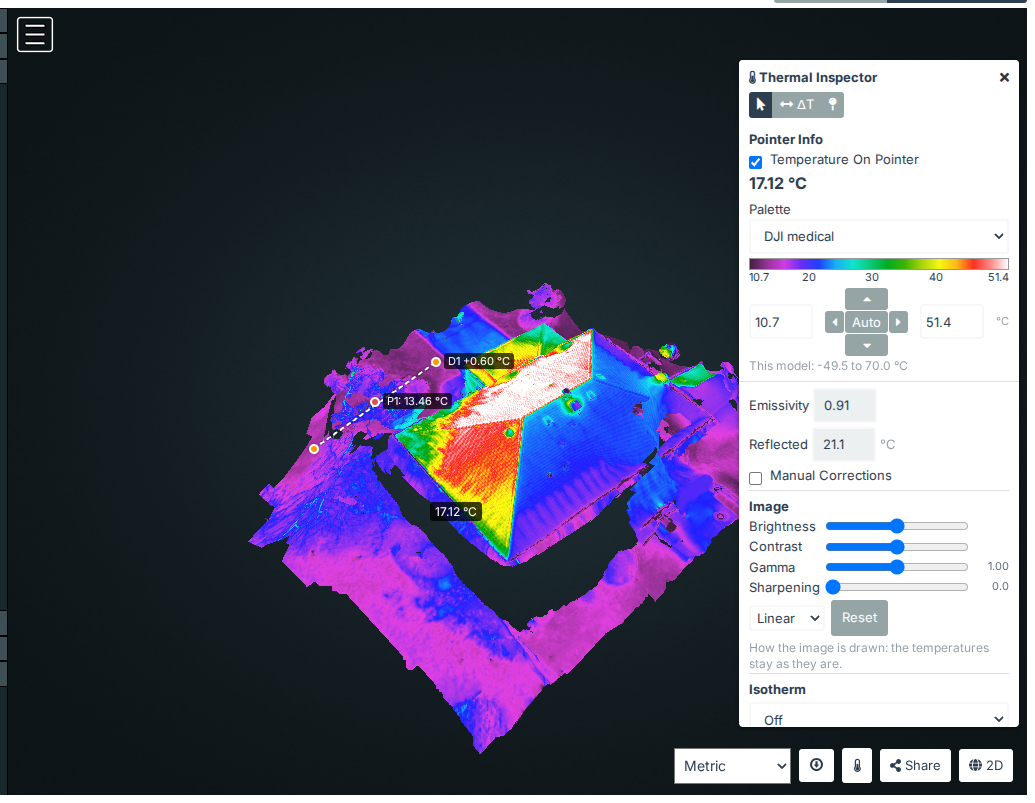 Thermal Inspector
ΔT
Pointer Info
Temperature On Pointer
17.12 °C
Palette
DJI medical
10.7 20 30 40 51.4
10.7 Auto 51.4 °C
This model: -49.5 to 70.0 °C
Emissivity 0.91
Reflected 21.1 °C
Manual Corrections
Image
Brightness
Contrast
Gamma 1.00
Sharpening 0.0
Linear Reset
How the image is drawn: the temperatures
stay as they are.
Isotherm
Off
D1 +0.60 °C
P1: 13.46 °C
17.12 °C
Metric Share 2D